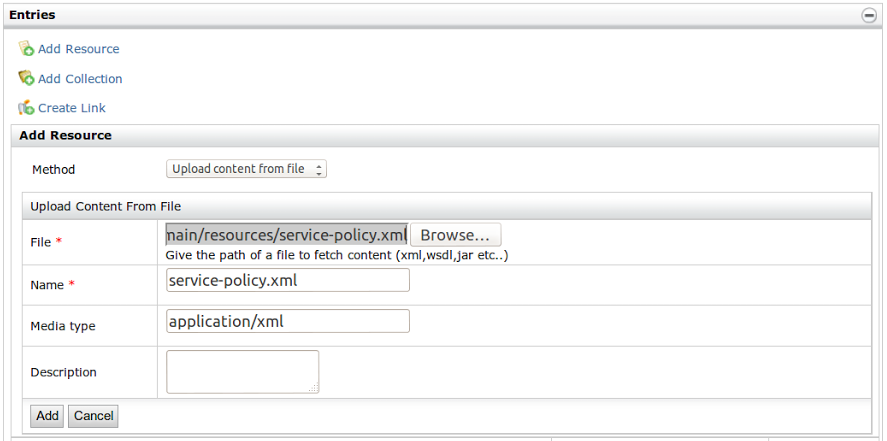 Entries
Add Resource
Add Collection
Create Link
Add Resource
Method Upload content from file
Upload Content From File
File * main/resources/service-policy.xml Browse...
Give the path of a file to fetch content (xml,wsdl,jar etc..)
Name * service-policy.xml
Media type application/xml
Description
Add Cancel